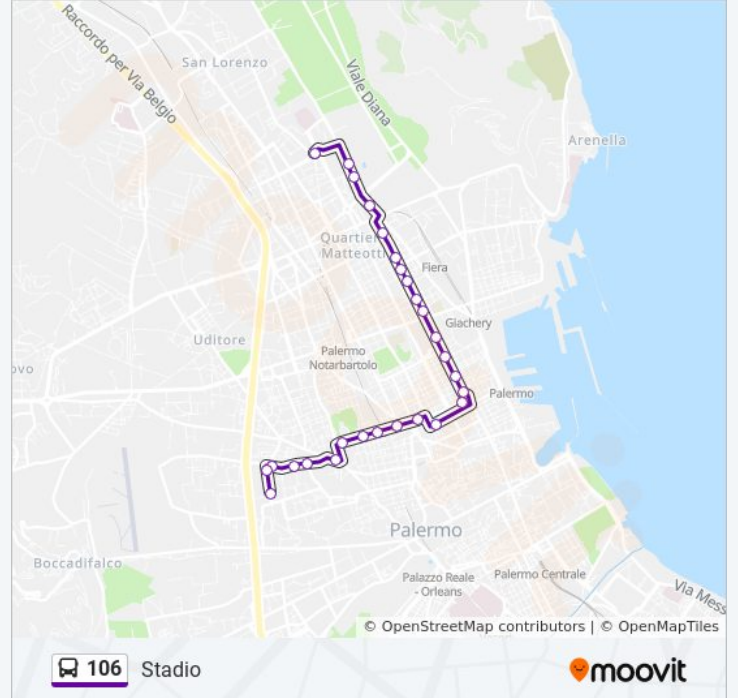 Raccordo per Via Belgio
San Lorenzo
Viale Diana
Arenella
Quartiere
Matteotti
Fiera
Giachery
Uditore
Palermo
Notarbartolo
ovo
Palermo
Palermo
Boccadifalco
Palazzo Reale
- Orleans
Palermo Centrale
Via Mess
© OpenStreetMap contributors | © OpenMapTiles
106 Stadio
moovit